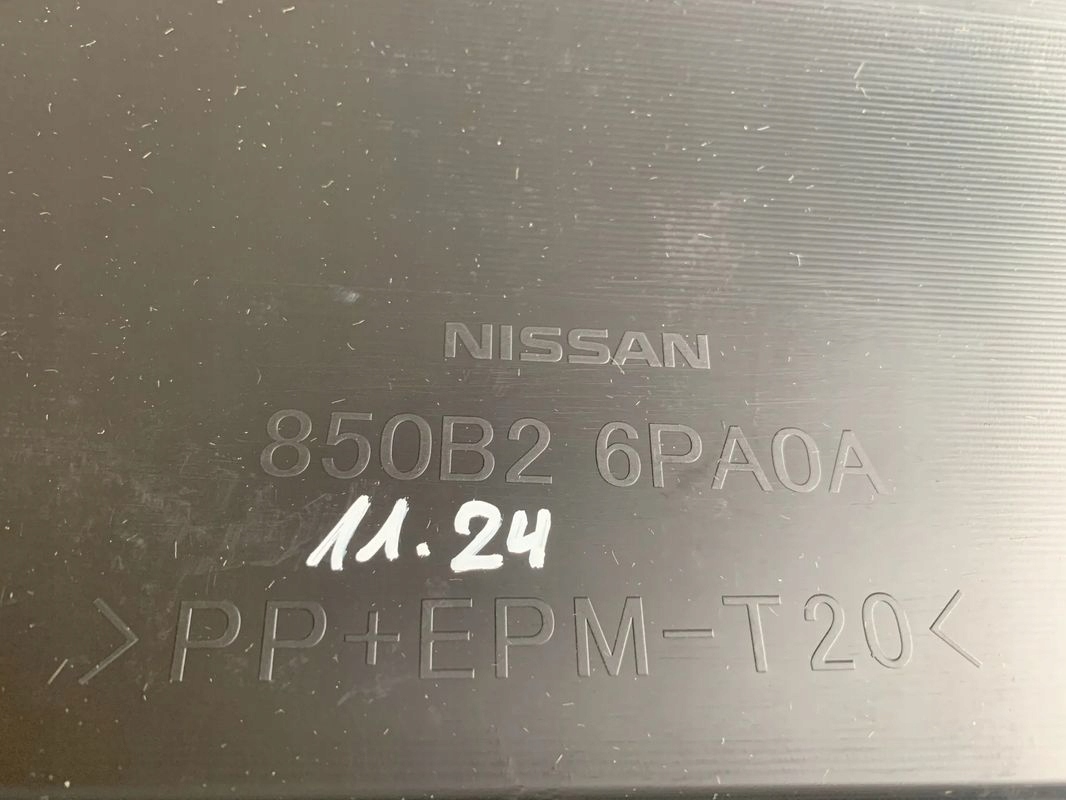 NISSAN
850B2 6PA0A
11.24
>PP+EPM-T20<